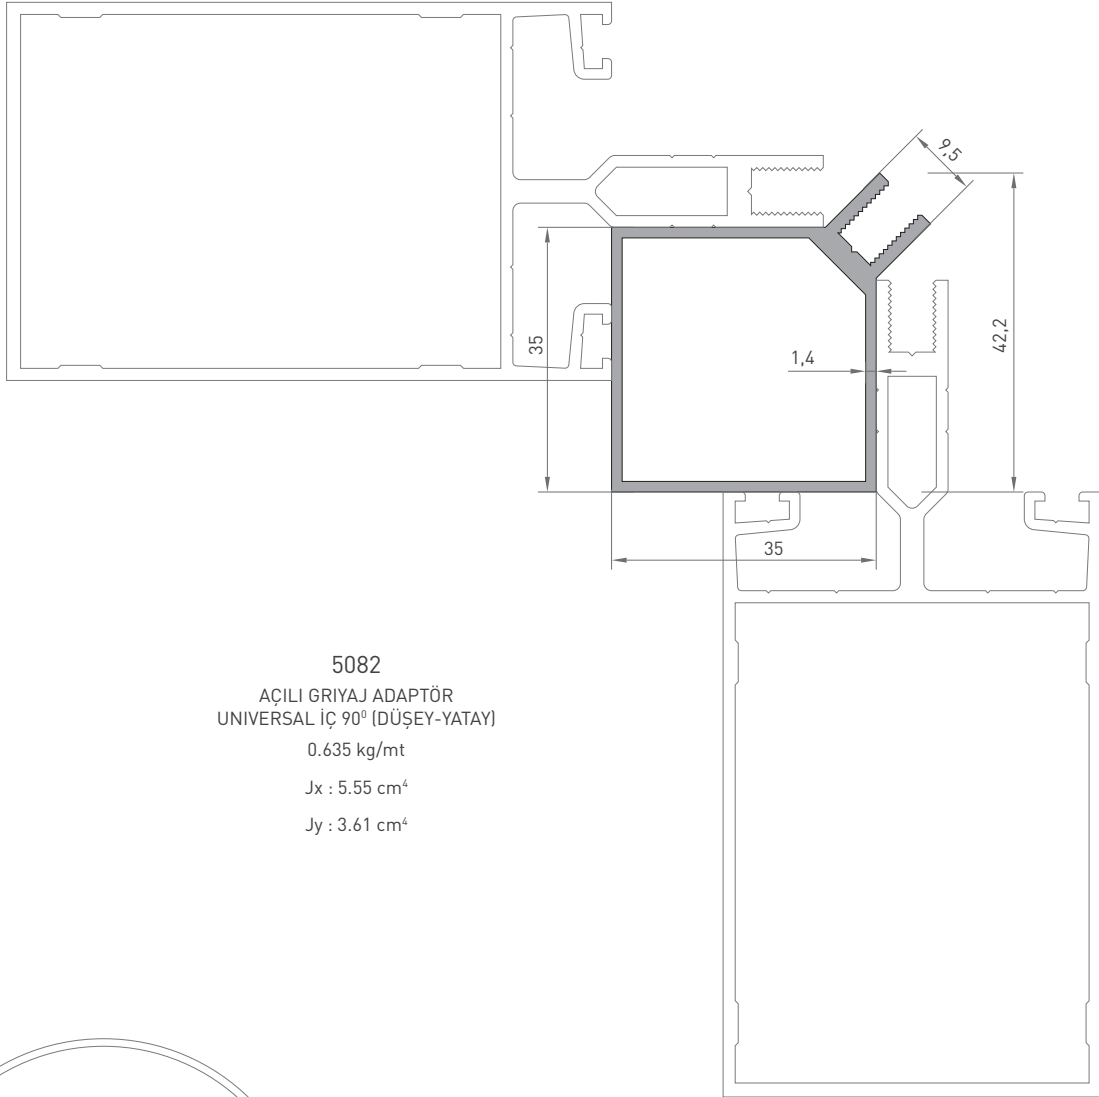 9,5
42,2
35
1,4
35
5082
AÇILI GRIYAJ ADAPTÖR
UNIVERSAL İÇ 90⁰ (DÜŞEY-YATAY)
0.635 kg/mt
Jx : 5.55 cm⁴
Jy : 3.61 cm⁴